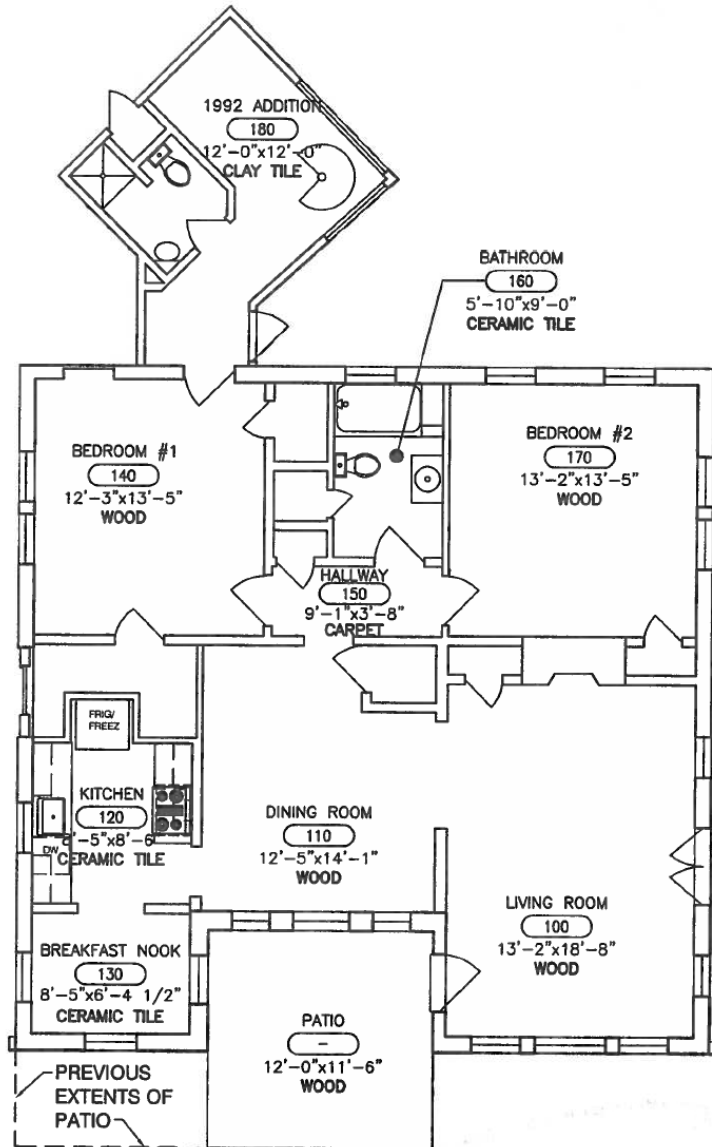 1992 ADDITION
180
12'-0"x12'-0"
CLAY TILE
BATHROOM
160
5'-10"x9'-0"
CERAMIC TILE
BEDROOM #1
140
12'-3"x13'-5"
WOOD
BEDROOM #2
170
13'-2"x13'-5"
WOOD
HALLWAY
150
9'-1"x3'-8"
CARPET
FRIG/
FREEZ
KITCHEN
120
8'-5"x8'-6
DW
CERAMIC TILE
DINING ROOM
110
12'-5"x14'-1"
WOOD
LIVING ROOM
100
13'-2"x18'-8"
WOOD
BREAKFAST NOOK
130
8'-5"x6'-4 1/2"
CERAMIC TILE
PATIO
-
12'-0"x11'-6"
WOOD
PREVIOUS
EXTENTS OF
PATIO